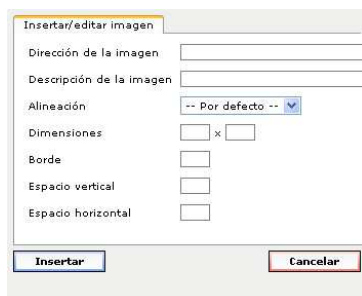 Insertar/editar imagen
Dirección de la imagen
Descripción de la imagen
Alineación -- Por defecto --
Dimensiones x
Borde
Espacio vertical
Espacio horizontal
Insertar Cancelar